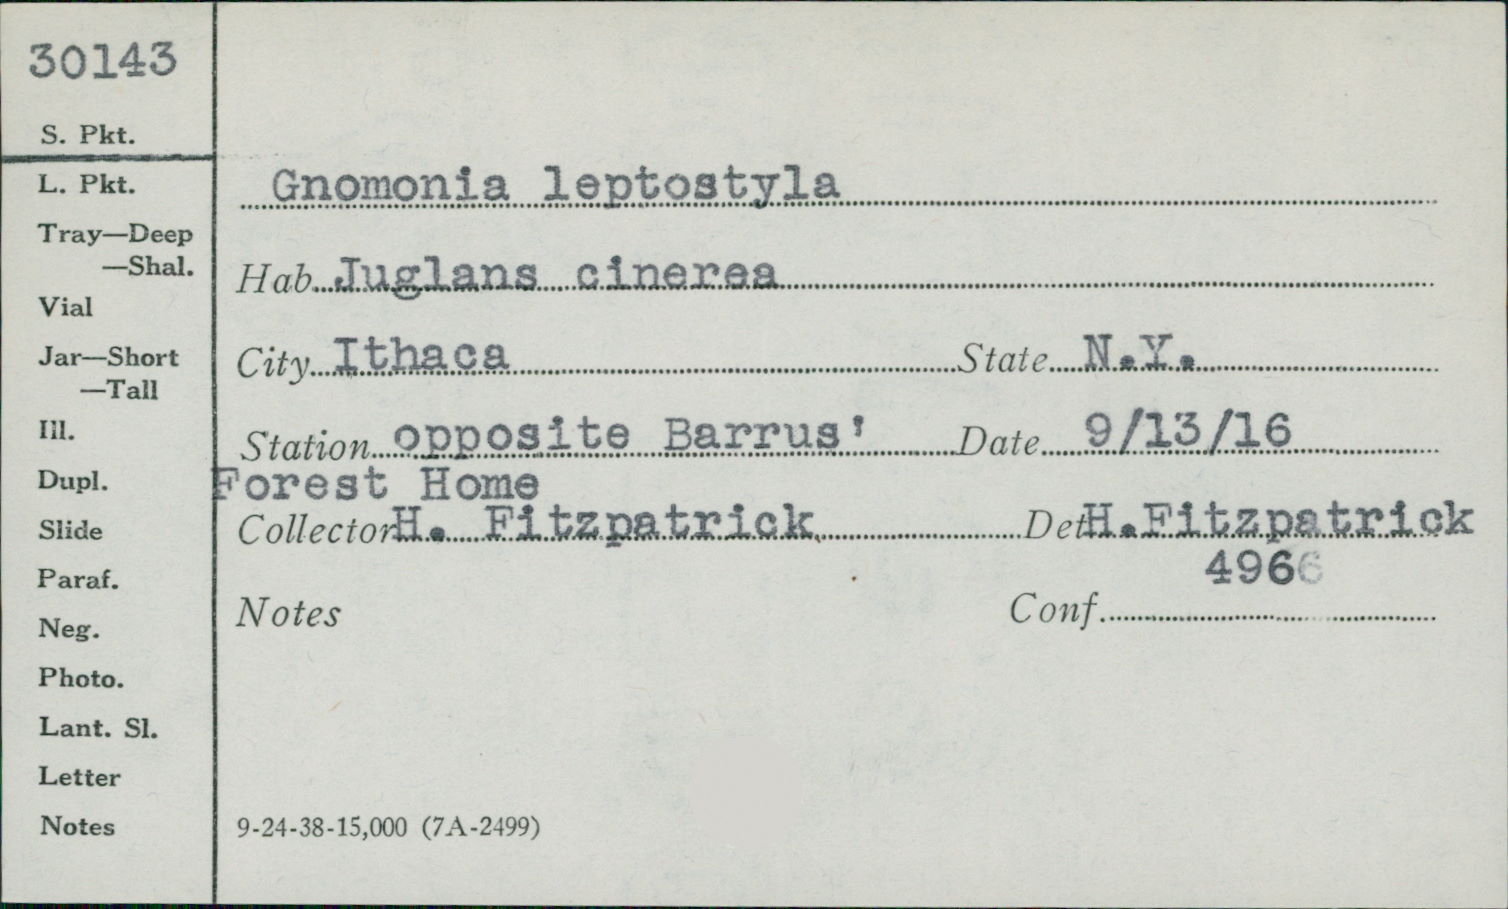 30143
S. Pkt.
L. Pkt.
Tray—Deep
—Shal.
Vial
Jar—Short
—Tall
Ill.
Dupl.
Slide
Paraf.
Neg.
Photo.
Lant. Sl.
Letter
Notes
Gnomonia leptostyla
Hab. Juglans cinerea
City Ithaca State N.Y.
Station opposite Barrus' Date 9/13/16
Forest Home
Collector H. Fitzpatrick Det H. Fitzpatrick
4966
Notes Conf.
9-24-38-15,000 (7A-2499)